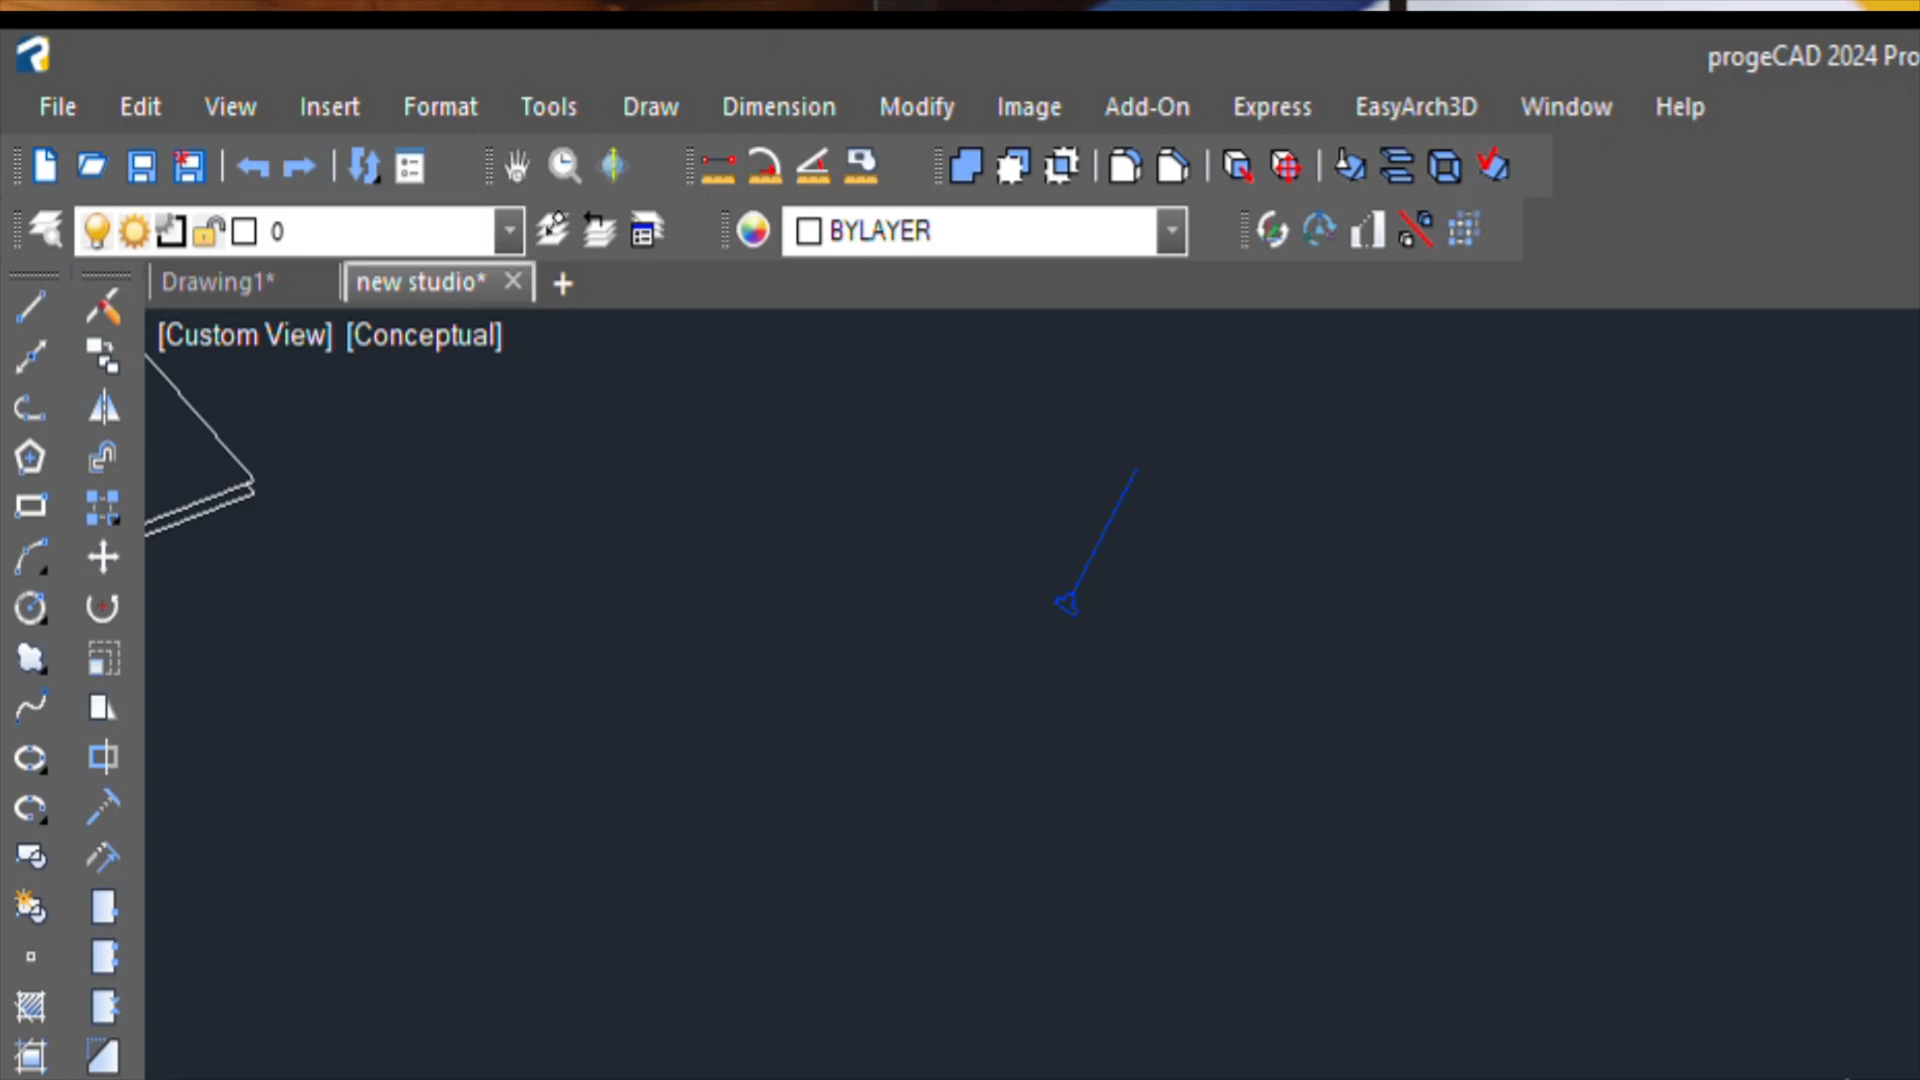 progeCAD 2024 Pro
File Edit View Insert Format Tools Draw Dimension Modify Image Add-On Express EasyArch3D Window Help
0 BYLAYER
Drawing1* new studio*
[Custom View] [Conceptual]